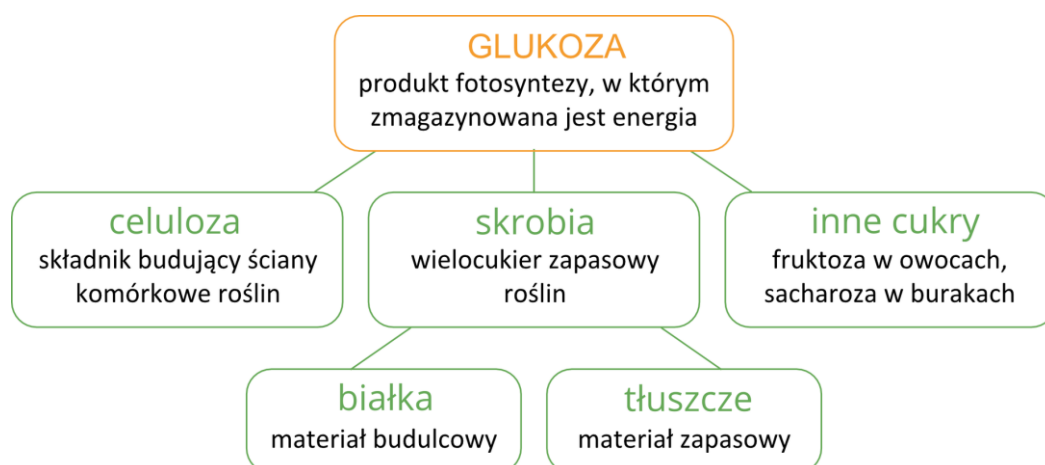 GLUKOZA
produkt fotosyntezy, w którym
zmagazynowana jest energia
celuloza
składnik budujący ściany
komórkowe roślin
skrobia
wielocukier zapasowy
roślin
inne cukry
fruktoza w owocach,
sacharoza w burakach
białka
materiał budulcowy
tłuszcze
materiał zapasowy